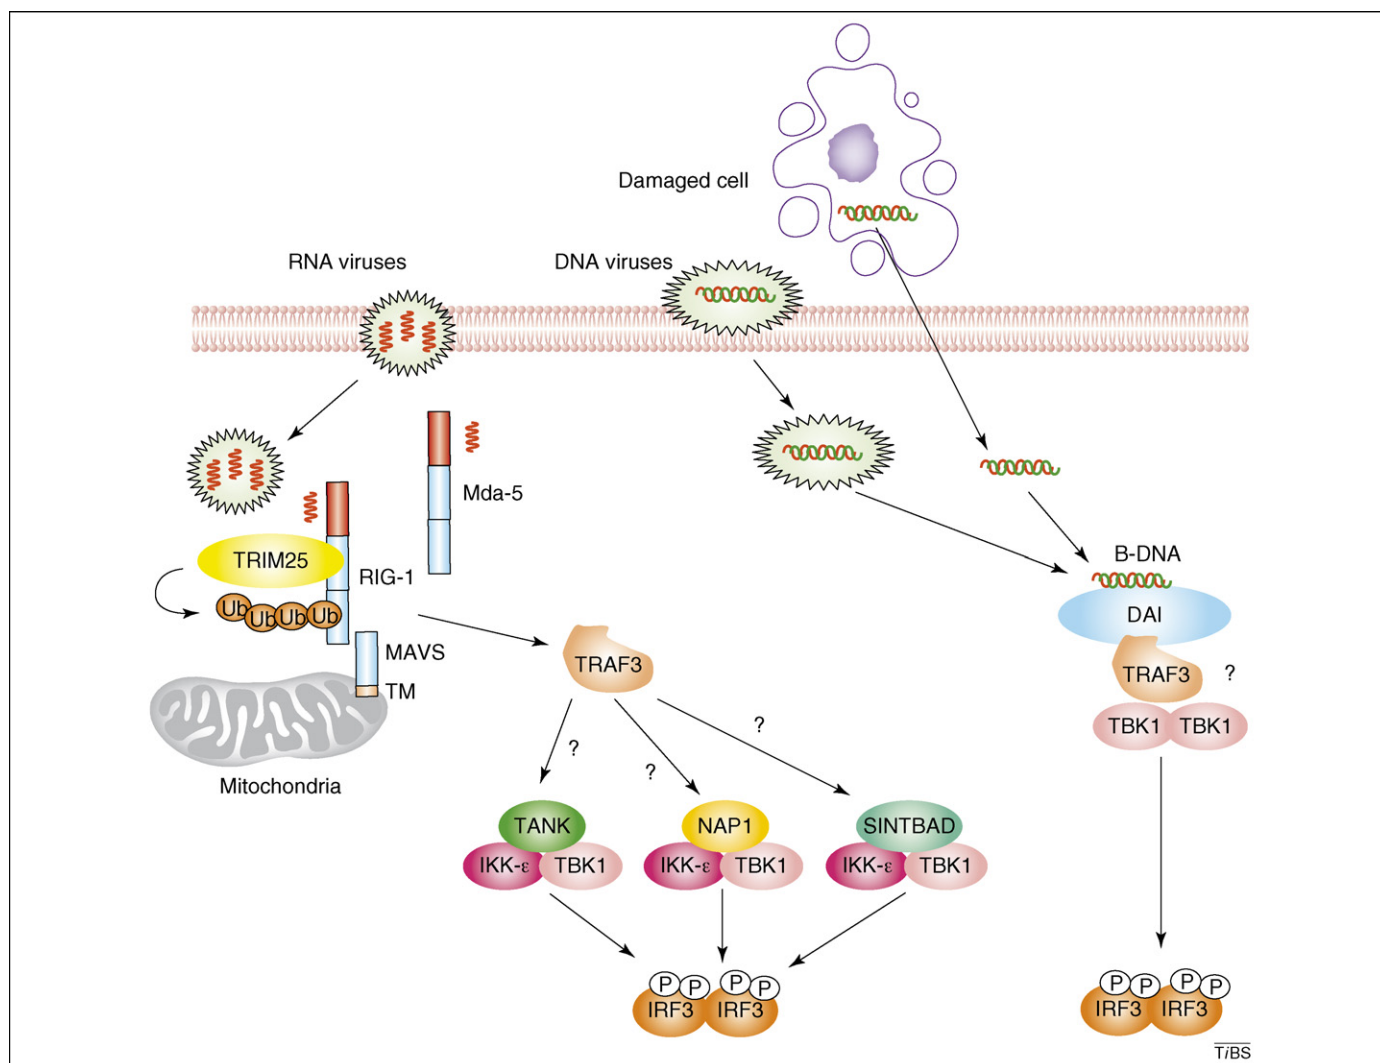 Damaged cell
RNA viruses
DNA viruses
Mda-5
TRIM25
RIG-1
B-DNA
Ub Ub Ub Ub
DAI
MAVS
TRAF3
TRAF3 ?
TM
TBK1 TBK1
Mitochondria
? ? ?
TANK NAP1 SINTBAD
IKK-ε TBK1 IKK-ε TBK1 IKK-ε TBK1
P P P P P P P P
IRF3 IRF3 IRF3 IRF3
TiBS